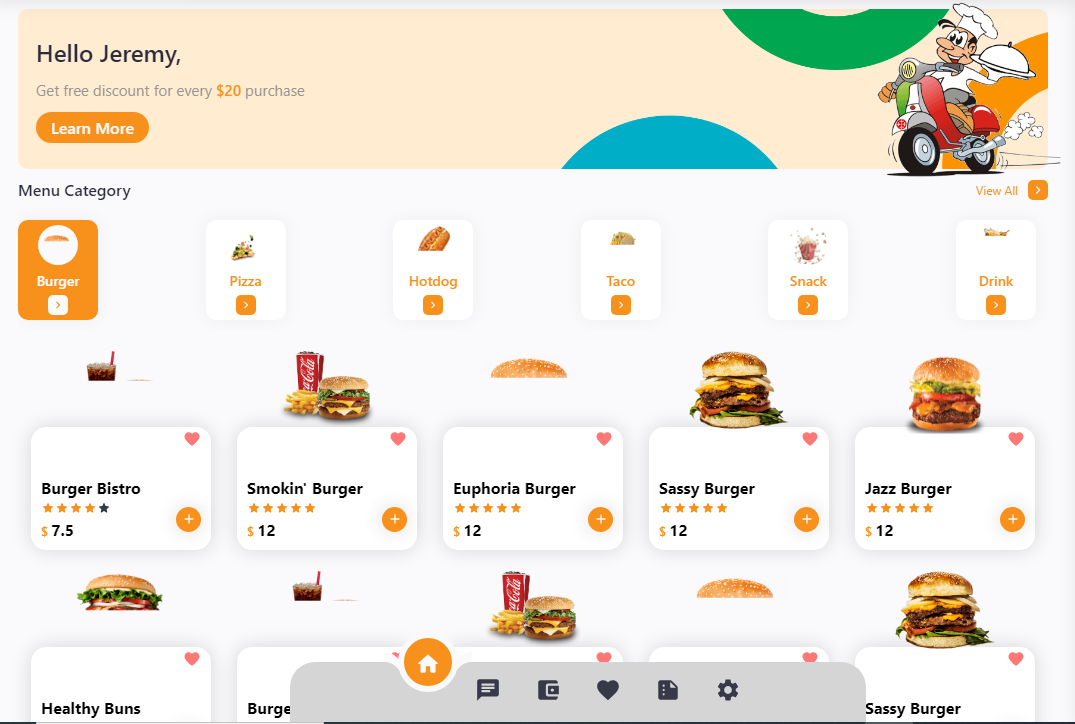 Hello Jeremy,
Get free discount for every $20 purchase
Learn More
Menu Category
View All
Burger
Pizza
Hotdog
Taco
Snack
Drink
Burger Bistro
Smokin' Burger
Euphoria Burger
Sassy Burger
Jazz Burger
$ 7.5
$ 12
$ 12
$ 12
$ 12
Healthy Buns
Burge
Sassy Burger